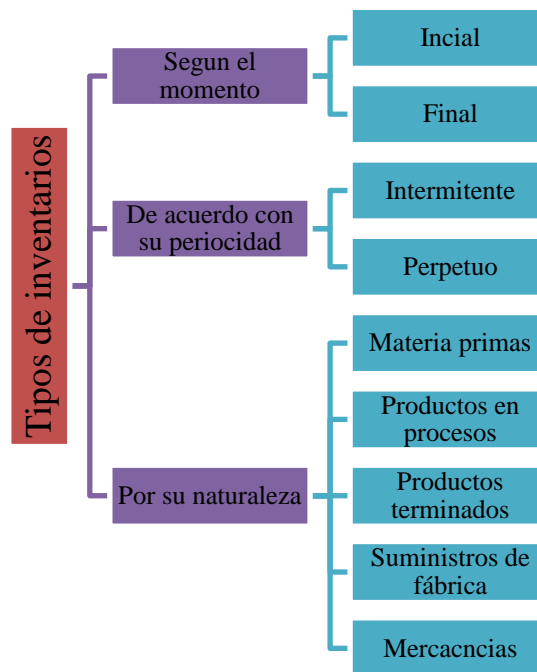 Tipos de inventarios
Segun el
momento
Incial
Final
De acuerdo con
su periocidad
Intermitente
Perpetuo
Por su naturaleza
Materia primas
Productos en
procesos
Productos
terminados
Suministros de
fábrica
Mercacncias